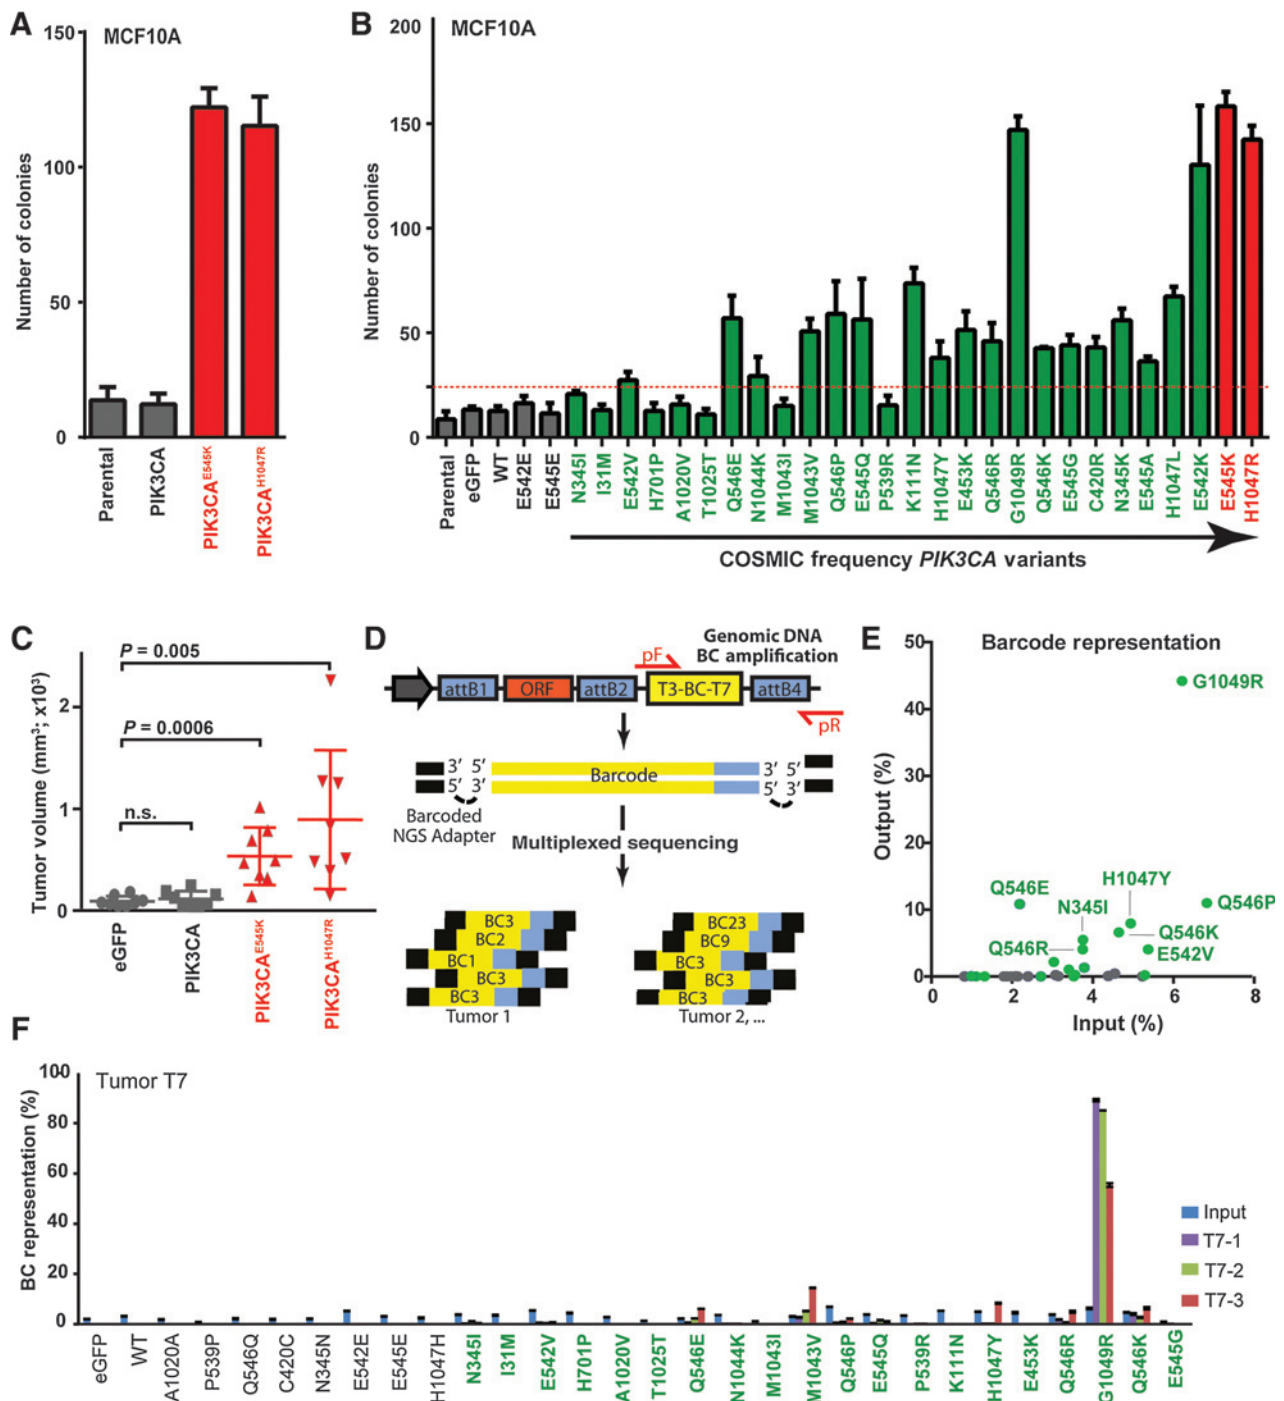 A
MCF10A
Number of colonies
150
100
50
0
Parental
PIK3CA
PIK3CA^E545K
PIK3CA^H1047R
B
MCF10A
Number of colonies
200
150
100
50
0
Parental
eGFP
WT
E542E
E545E
N345I
I31M
E542V
H701P
A1020V
T1025T
Q546E
N1044K
M1043I
M1043V
Q546P
E545Q
P539R
K111N
H1047Y
E453K
Q546R
G1049R
Q546K
E545G
C420R
N345K
E545A
H1047L
E542K
E545K
H1047R
COSMIC frequency PIK3CA variants
C
Tumor volume (mm³; x10³)
2
1
0
P = 0.005
P = 0.0006
n.s.
eGFP
PIK3CA
PIK3CA^E545K
PIK3CA^H1047R
D
Genomic DNA
BC amplification
pF
attB1
ORF
attB2
T3-BC-T7
attB4
pR
3' 5'
Barcode
3' 5'
5' 3'
5' 3'
Barcoded
NGS Adapter
Multiplexed sequencing
BC3
BC2
BC1
BC3
BC3
Tumor 1
BC23
BC9
BC3
BC3
BC3
Tumor 2, ...
E
Barcode representation
Output (%)
50
40
30
20
10
0
G1049R
Q546E
H1047Y
N345I
Q546P
Q546K
Q546R
E542V
0
2
4
6
8
Input (%)
F
Tumor T7
BC representation (%)
100
80
60
40
20
0
Input
T7-1
T7-2
T7-3
eGFP
WT
A1020A
P539P
Q546Q
C420C
N345N
E542E
E545E
H1047H
N345I
I31M
E542V
H701P
A1020V
T1025T
Q546E
N1044K
M1043I
M1043V
Q546P
E545Q
P539R
K111N
H1047Y
E453K
Q546R
G1049R
Q546K
E545G